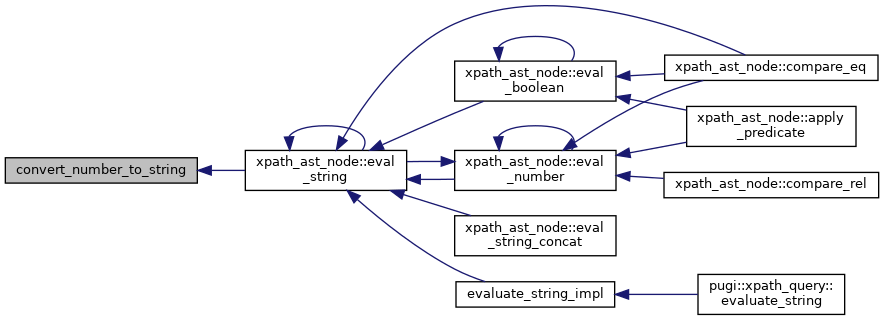 convert_number_to_string
xpath_ast_node::eval
_string
xpath_ast_node::eval
_boolean
xpath_ast_node::eval
_number
xpath_ast_node::eval
_string_concat
evaluate_string_impl
xpath_ast_node::compare_eq
xpath_ast_node::apply
_predicate
xpath_ast_node::compare_rel
pugi::xpath_query::
evaluate_string